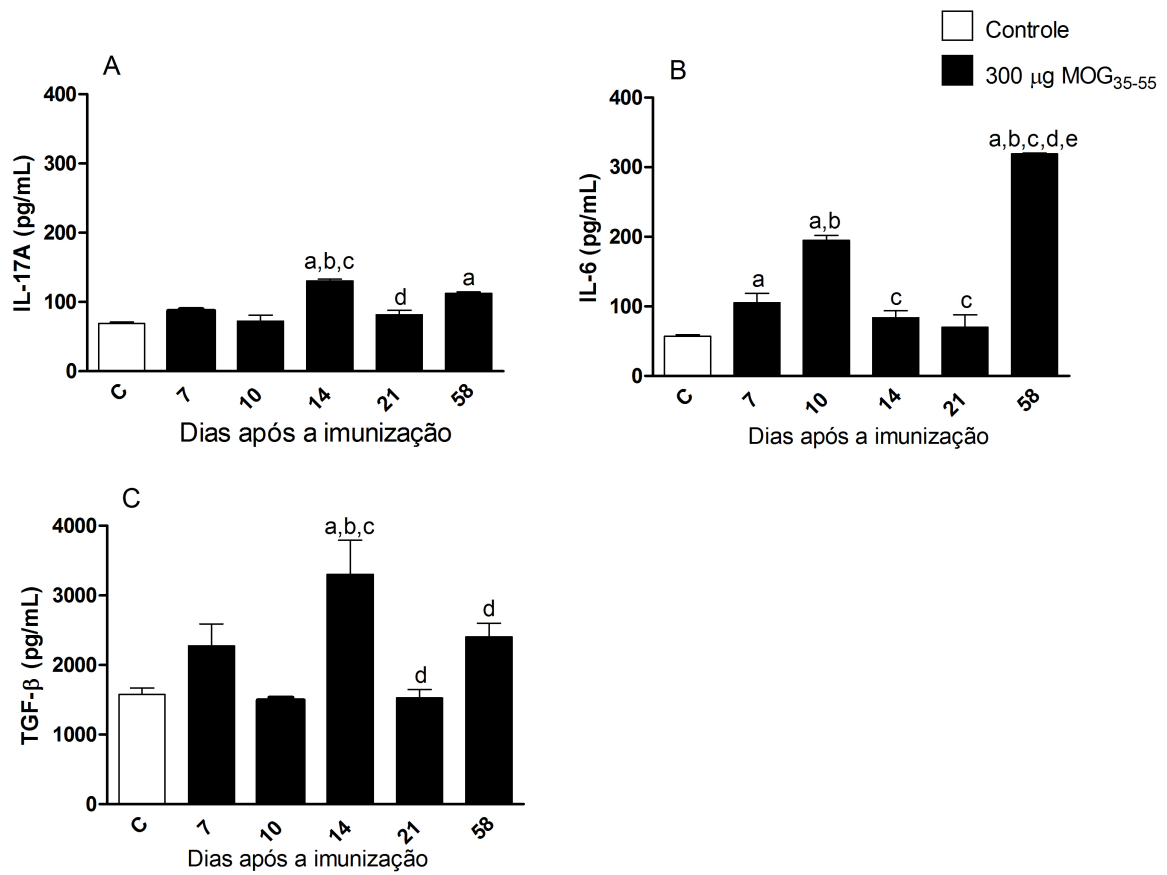 Controle
300 µg MOG35-55
A
IL-17A (pg/mL)
400
300
200
100
0
a,b,c
d
a
C
7
10
14
21
58
Dias após a imunização
B
IL-6 (pg/mL)
400
300
200
100
0
a
a,b
c
c
a,b,c,d,e
C
7
10
14
21
58
Dias após a imunização
C
TGF-β (pg/mL)
4000
3000
2000
1000
0
a,b,c
d
d
C
7
10
14
21
58
Dias após a imunização